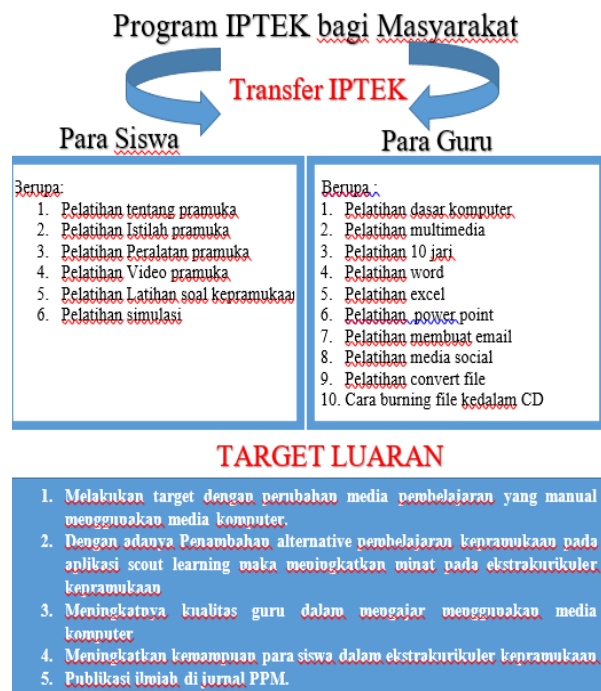 Program IPTEK bagi Masyarakat
Transfer IPTEK
Para Siswa
Berupa:
1. Pelatihan tentang pramuka
2. Pelatihan Istilah pramuka
3. Pelatihan Peralatan pramuka
4. Pelatihan Video pramuka
5. Pelatihan Latihan soal kepramukaan
6. Pelatihan simulasi
Para Guru
Berupa :
1. Pelatihan dasar komputer
2. Pelatihan multimedia
3. Pelatihan 10 jari
4. Pelatihan word
5. Pelatihan excel
6. Pelatihan power point
7. Pelatihan membuat email
8. Pelatihan media social
9. Pelatihan convert file
10. Cara burning file kedalam CD
TARGET LUARAN
1. Melakukan target dengan perubahan media pembelajaran yang manual
menggunakan media komputer.
2. Dengan adanya Penambahan alternative pembelajaran kepramukaan pada
aplikasi scout learning maka meningkatkan minat pada ekstrakurikuler
kepramukaan
3. Meningkatnya kualitas guru dalam mengajar menggunakan media
komputer
4. Meningkatkan kemampuan para siswa dalam ekstrakurikuler kepramukaan
5. Publikasi ilmiah di jurnal PPM.